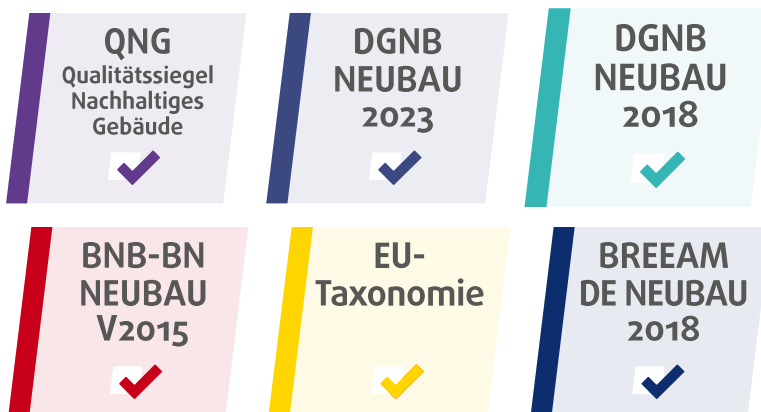 QNG
Qualitätssiegel
Nachhaltiges
Gebäude
DGNB
NEUBAU
2023
DGNB
NEUBAU
2018
BNB-BN
NEUBAU
V2015
EU-
Taxonomie
BREEAM
DE NEUBAU
2018